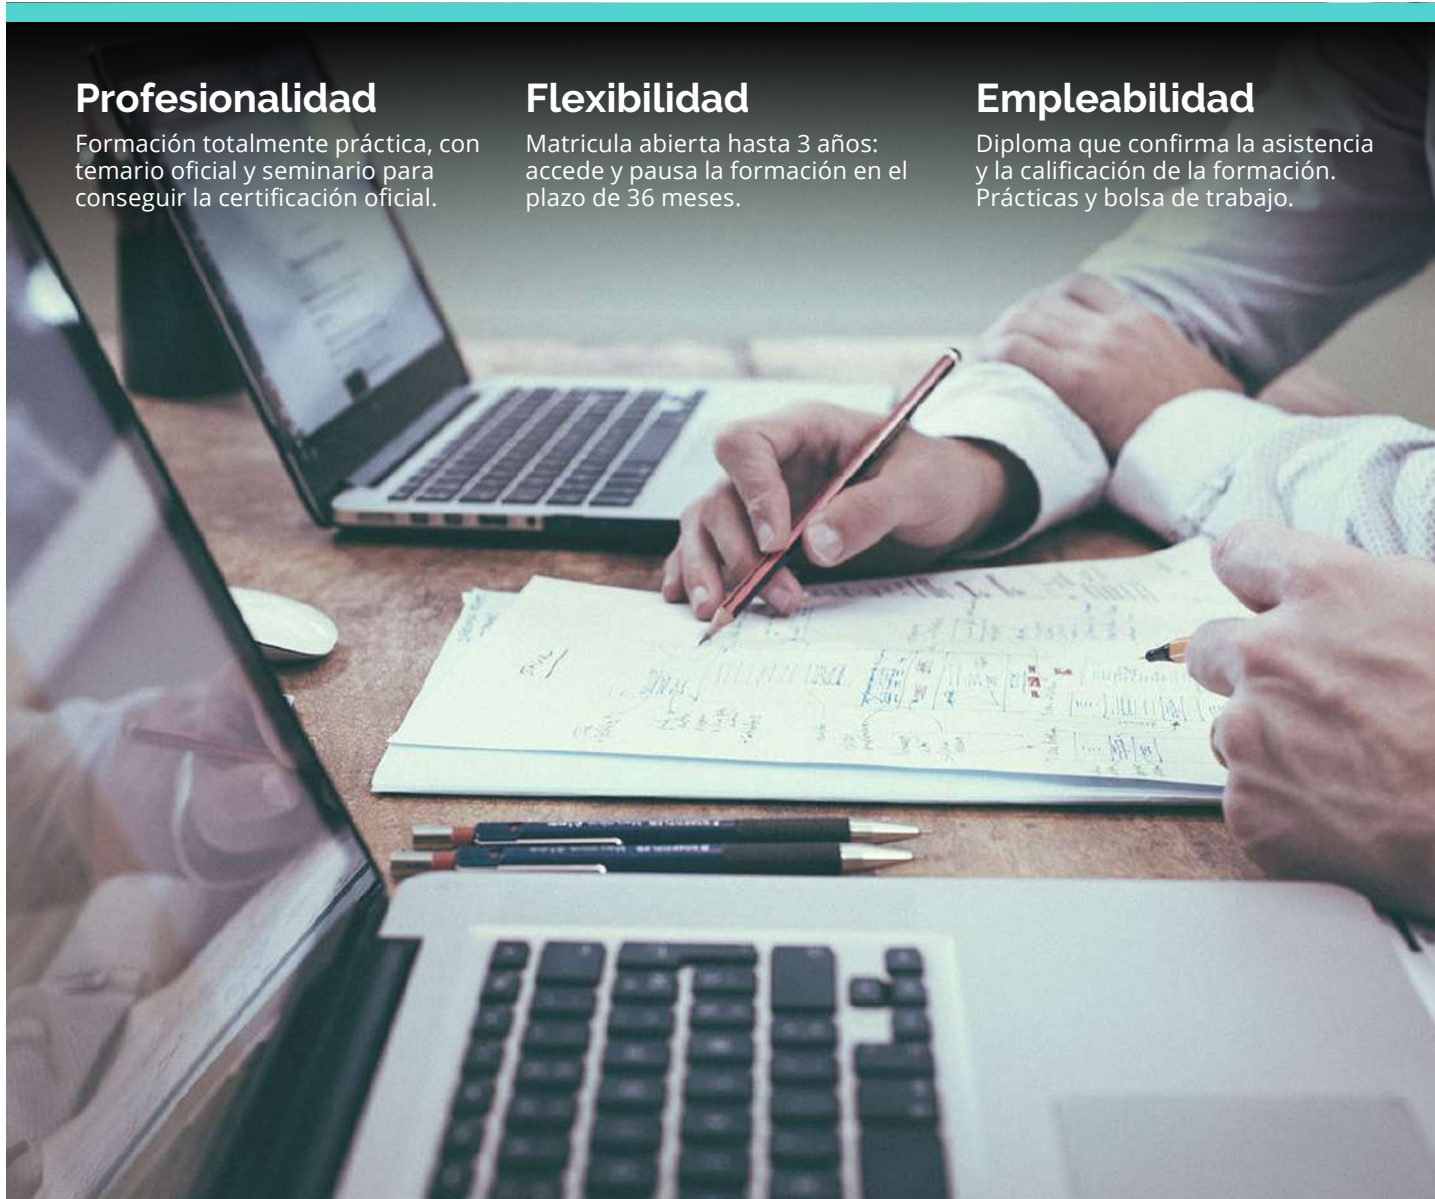 Profesionalidad
Formación totalmente práctica, con
temario oficial y seminario para
conseguir la certificación oficial.
Flexibilidad
Matricula abierta hasta 3 años:
accede y pausa la formación en el
plazo de 36 meses.
Empleabilidad
Diploma que confirma la asistencia
y la calificación de la formación.
Prácticas y bolsa de trabajo.